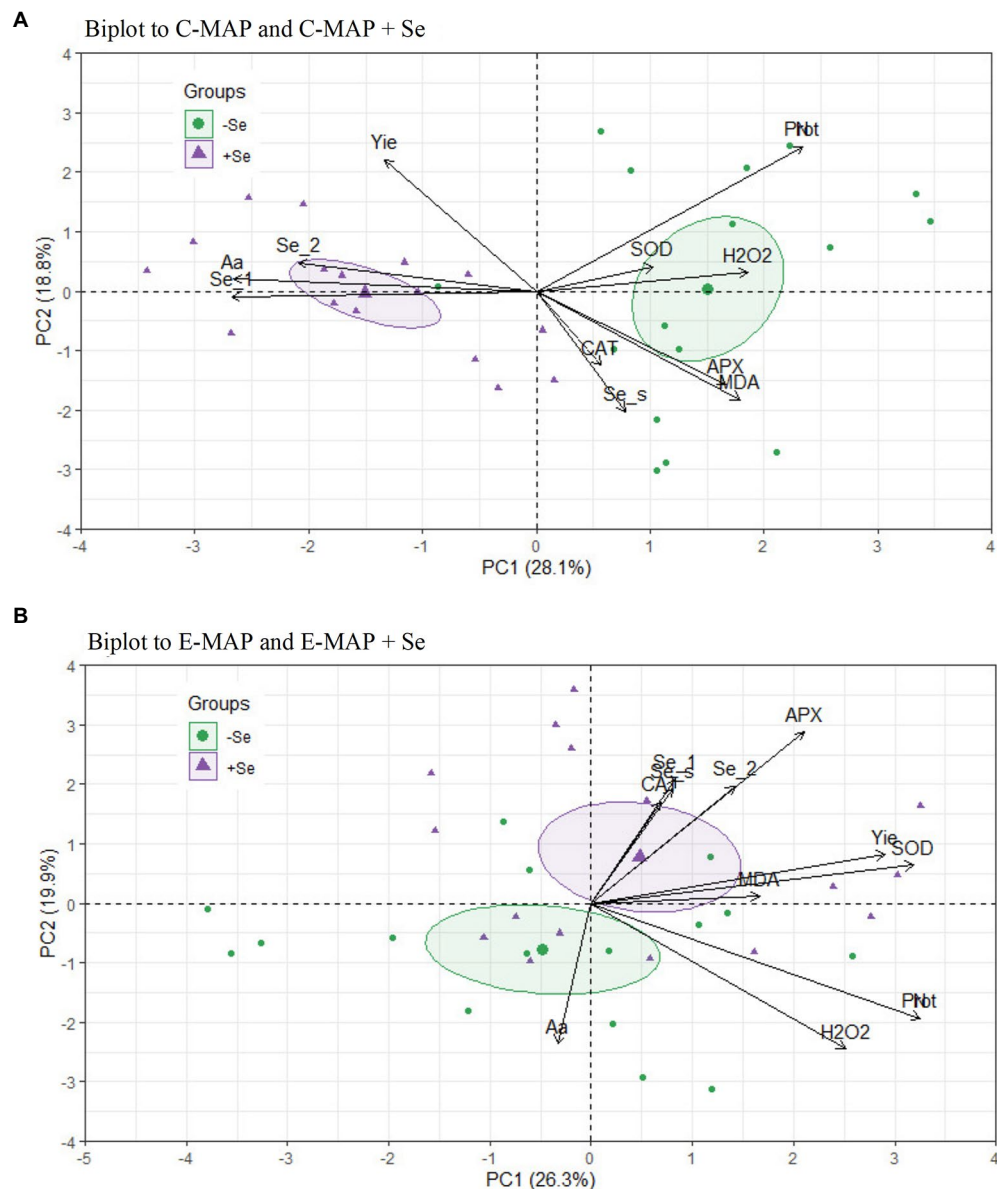 A
Biplot to C-MAP and C-MAP + Se
Groups
-Se
+Se
Yie
Se_2
Aa
Se_1
SOD
H2O2
CAT
APX
MDA
Se_s
4
3
2
1
0
-1
-2
-3
-4
PC2 (18.8%)
-4 -3 -2 -1 0 1 2 3 4
PC1 (28.1%)
B
Biplot to E-MAP and E-MAP + Se
Groups
-Se
+Se
APX
Se_1
Se_s
Se_2
CAT
Yie
SOD
MDA
Aa
H2O2
4
3
2
1
0
-1
-2
-3
-4
PC2 (19.9%)
-5 -4 -3 -2 -1 0 1 2 3 4
PC1 (26.3%)